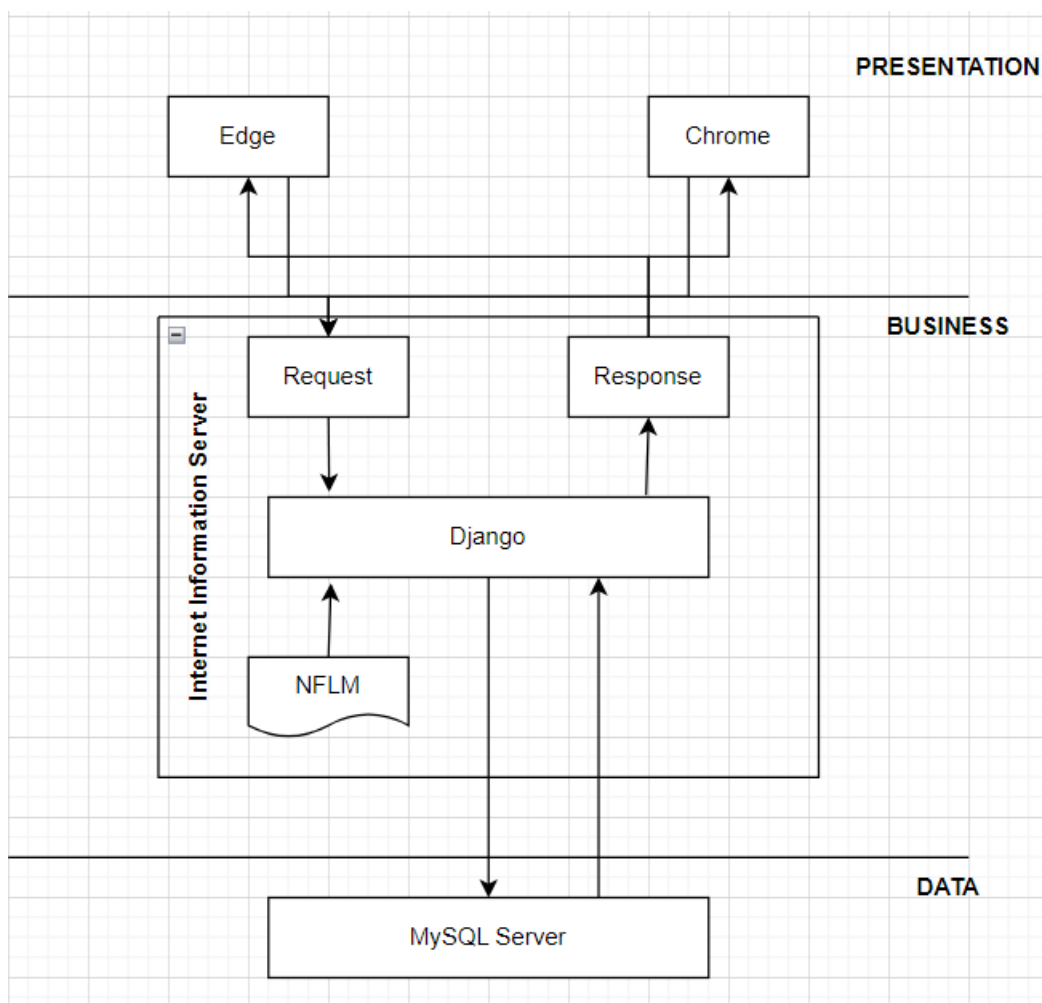 PRESENTATION
Edge
Chrome
BUSINESS
Request
Response
Internet Information Server
Django
NFLM
DATA
MySQL Server